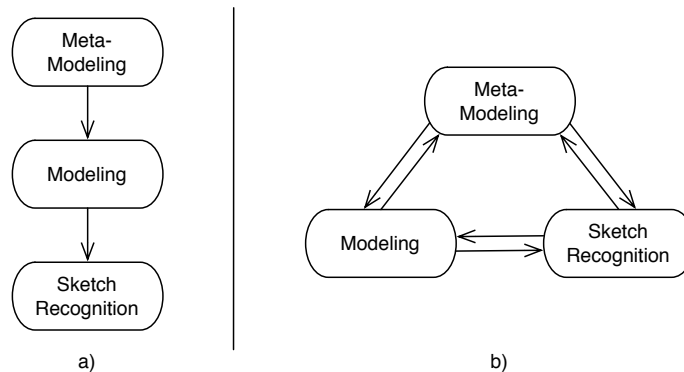 Meta-
Modeling
Modeling
Sketch
Recognition
a)
Meta-
Modeling
Modeling
Sketch
Recognition
b)